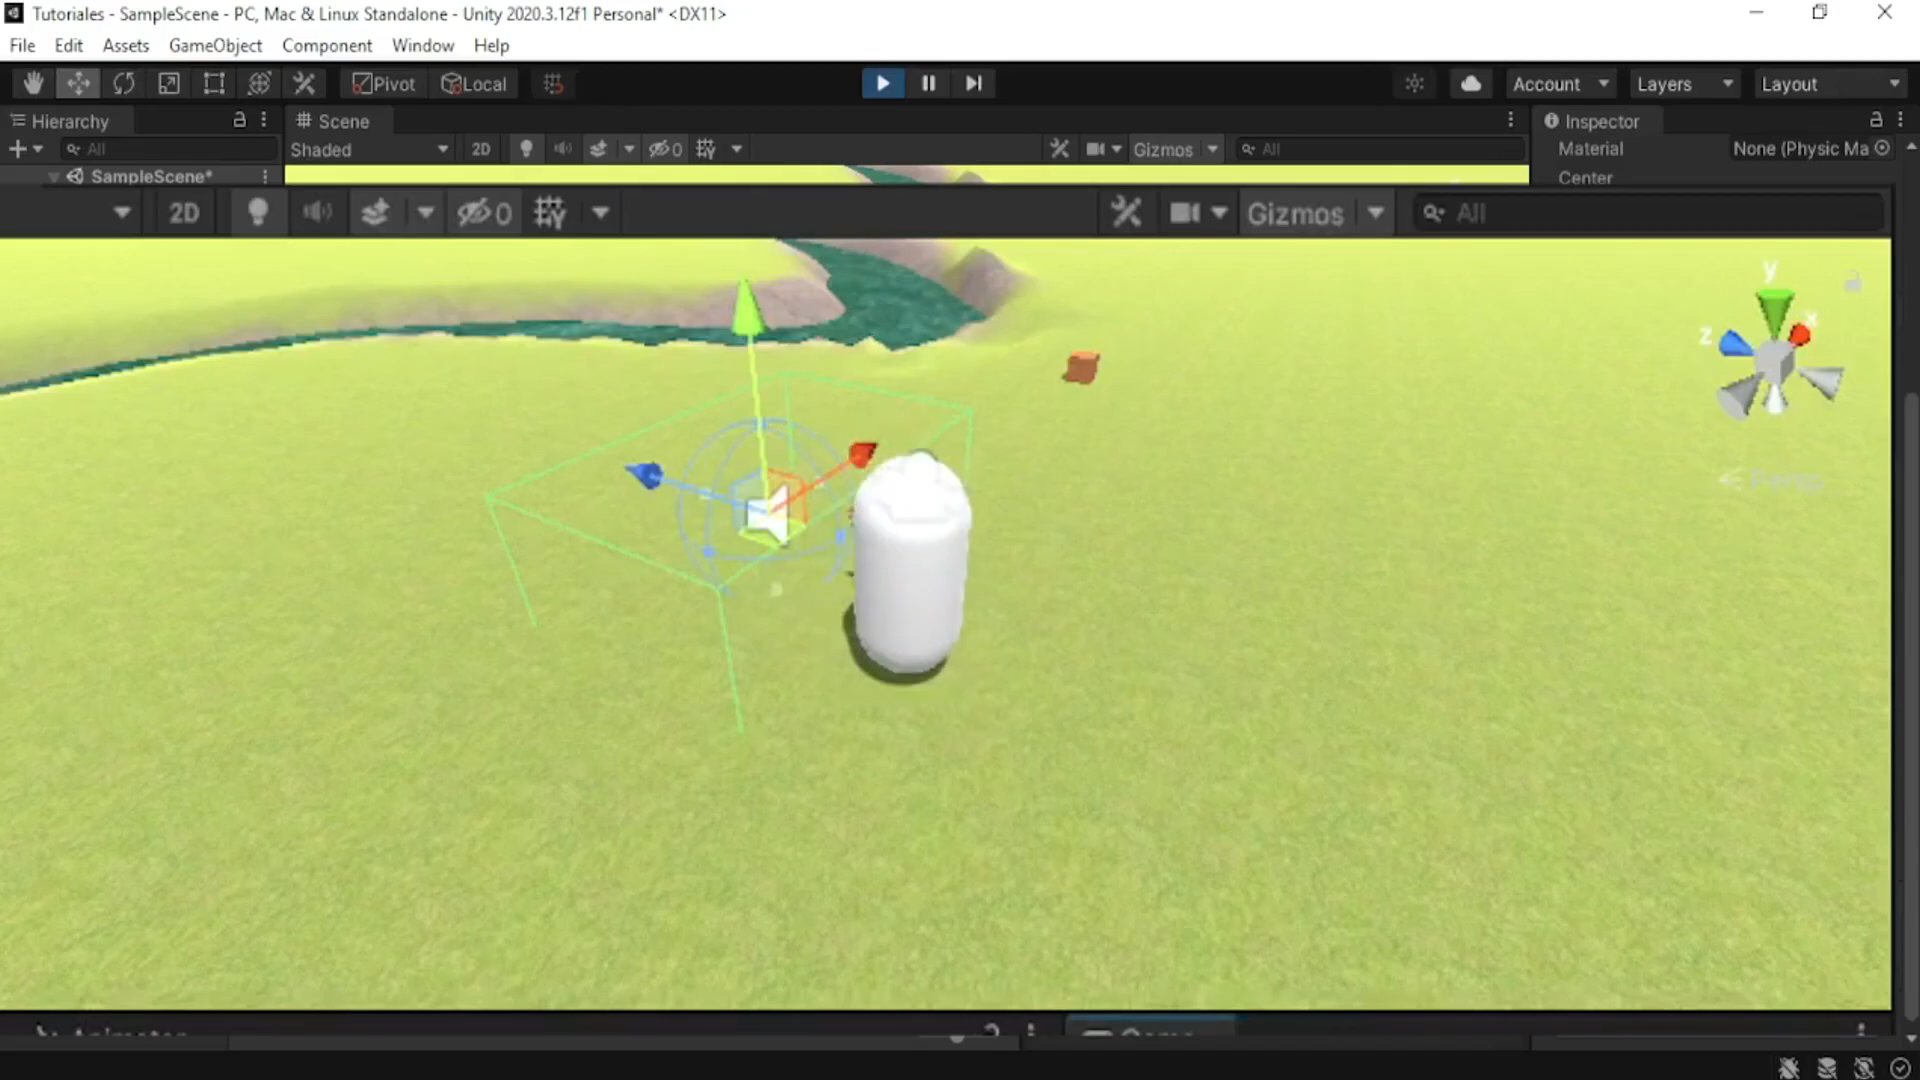 Tutoriales - SampleScene - PC, Mac & Linux Standalone - Unity 2020.3.12f1 Personal* <DX11>
File Edit Assets GameObject Component Window Help
Pivot Local Account Layers Layout
Hierarchy Scene Inspector
All Shaded 2D 0 Gizmos All Material None (Physic Ma
SampleScene* Center
2D 0 Gizmos All
y
x
z
Persp